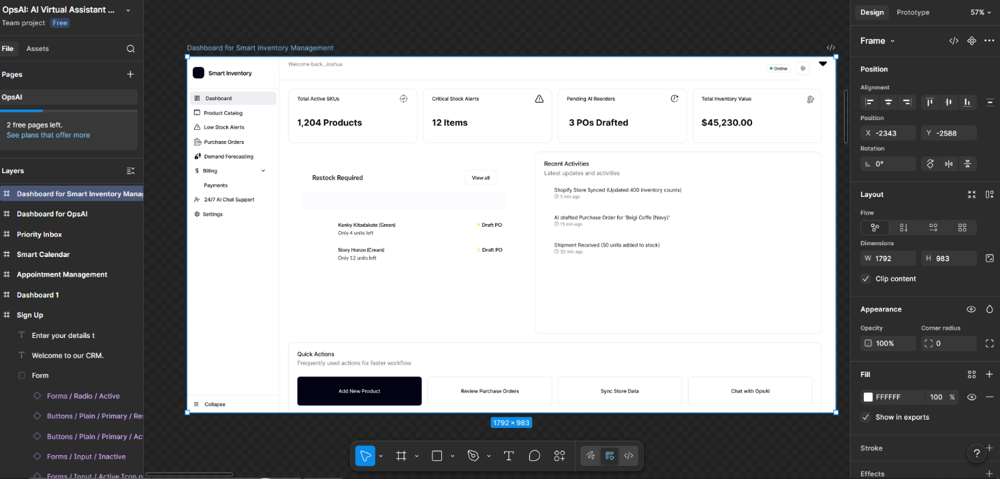 OpsAI: AI Virtual Assistant ...
Team project Free
File Assets
Pages
OpsAI
2 free pages left.
See plans that offer more
Layers
Dashboard for Smart Inventory Manag
Dashboard for OpsAI
Priority Inbox
Smart Calendar
Appointment Management
Dashboard 1
Sign Up
Enter your details t
Welcome to our CRM.
Form
Forms / Radio / Active
Buttons / Plain / Primary / Res
Buttons / Plain / Primary / Act
Forms / Input / Inactive
Forms / Input / Active Icon o
Dashboard for Smart Inventory Management
Smart Inventory
Dashboard
Product Catalog
Low Stock Alerts
Purchase Orders
Demand Forecasting
Billing
Payments
24/7 AI Chat Support
Settings
Collapse
Welcome back, Joshua
Online
Total Active SKUs
1,204 Products
Critical Stock Alerts
12 Items
Pending AI Reorders
3 POs Drafted
Total Inventory Value
$45,230.00
Restock Required
View all
Kanky Kitadakate (Green)
Only 4 units left
✨ Draft PO
Story Honzo (Cream)
Only 12 units left
✨ Draft PO
Recent Activities
Latest updates and activities
Shopify Store Synced (Updated 400 inventory counts)
5 min ago
AI drafted Purchase Order for 'Beigi Coffe (Navy)'
15 min ago
Shipment Received (50 units added to stock)
32 min ago
Quick Actions
Frequently used actions for faster workflow
Add New Product
Review Purchase Orders
Sync Store Data
Chat with OpsAI
1792 × 983
Design Prototype 57%
Frame
Position
Alignment
Position
X -2343 Y -2588
Rotation
0°
Layout
Flow
Dimensions
W 1792 H 983
Clip content
Appearance
Opacity Corner radius
100% 0
Fill
FFFFFF 100 %
Show in exports
Stroke
?
Effects